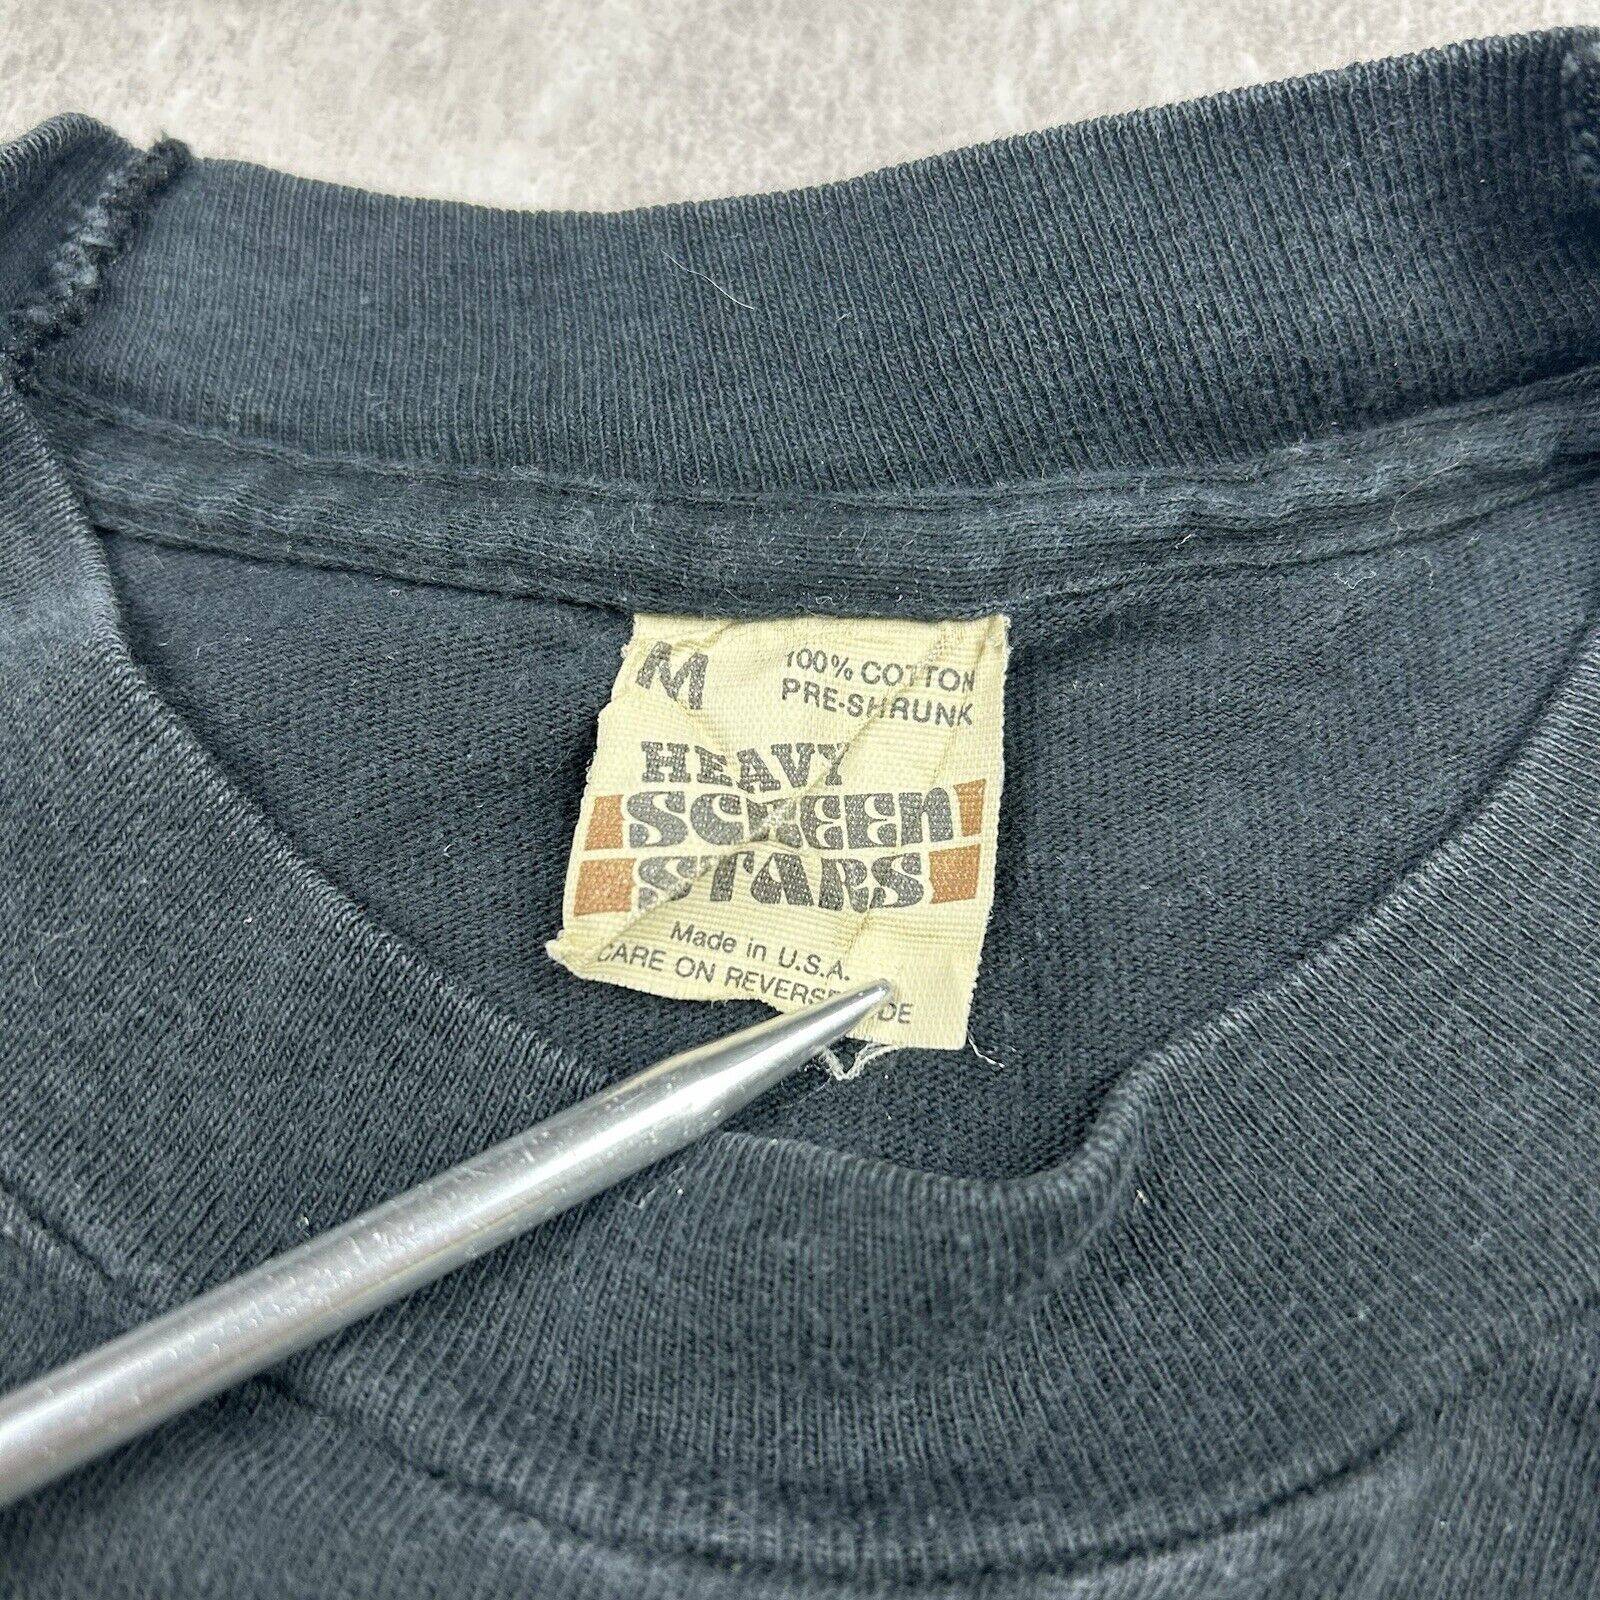 M
100% COTTON
PRE-SHRUNK
HEAVY
SCREEN
STARS
Made in U.S.A.
CARE ON REVERSE